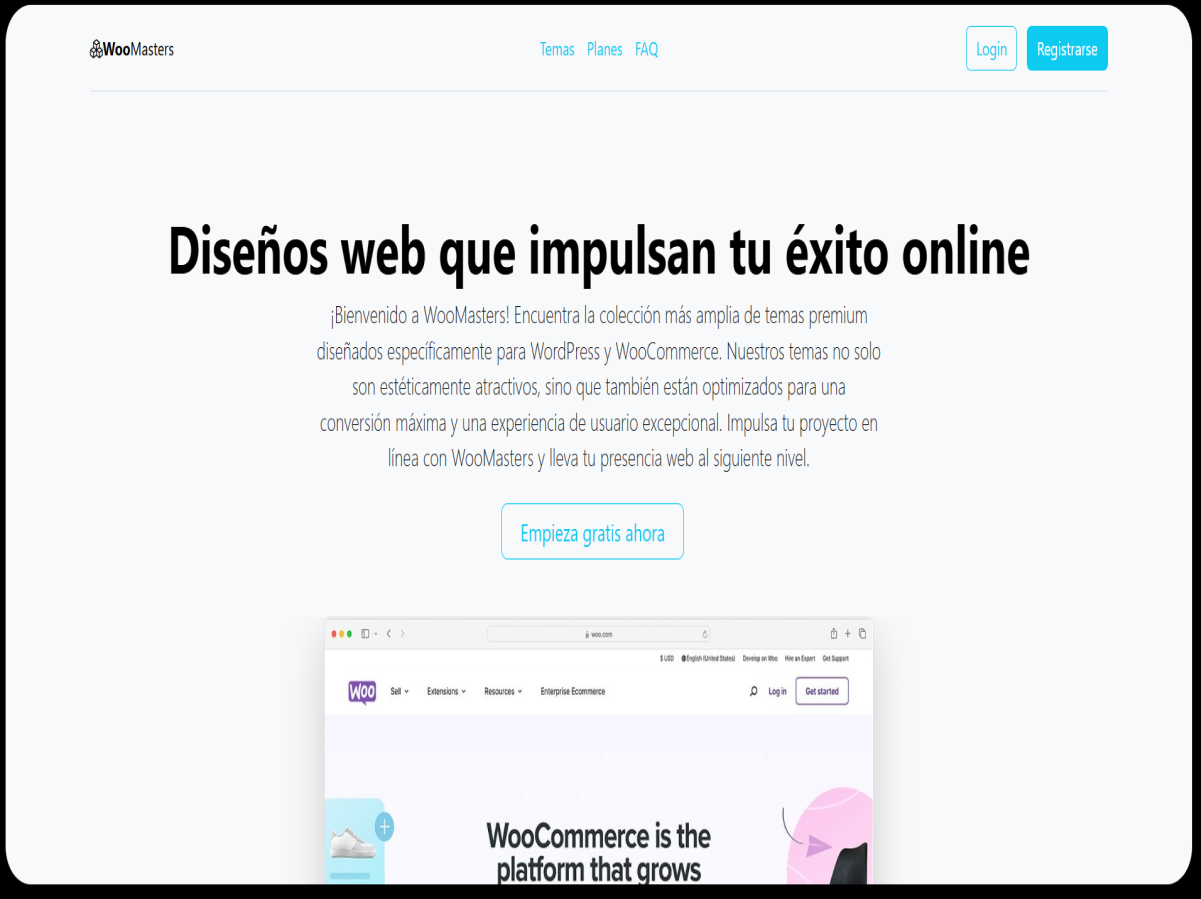 WooMasters
Temas Planes FAQ
Login Registrarse
Diseños web que impulsan tu éxito online
¡Bienvenido a WooMasters! Encuentra la colección más amplia de temas premium
diseñados específicamente para WordPress y WooCommerce. Nuestros temas no solo
son estéticamente atractivos, sino que también están optimizados para una
conversión máxima y una experiencia de usuario excepcional. Impulsa tu proyecto en
línea con WooMasters y lleva tu presencia web al siguiente nivel.
Empieza gratis ahora
woo.com
$ USD English (United States) Develop on Woo Hire an Expert Get Support
WOO Sell Extensions Resources Enterprise Ecommerce Log in Get started
WooCommerce is the
platform that grows